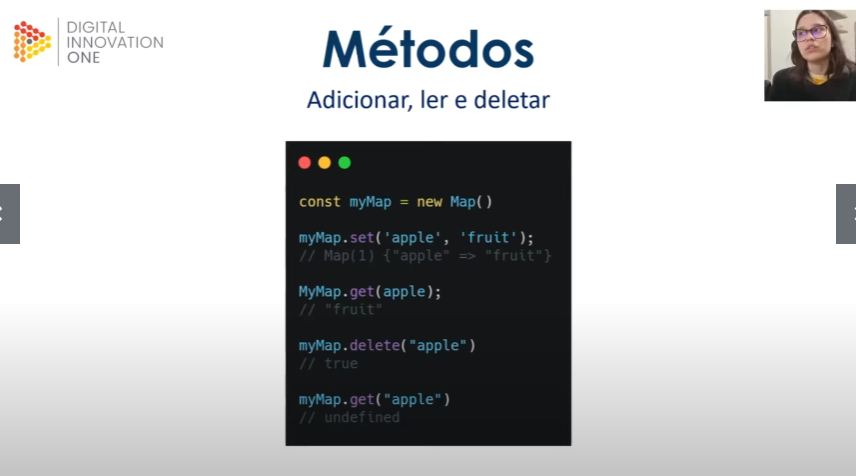 DIGITAL
INNOVATION
ONE
Métodos
Adicionar, ler e deletar
const myMap = new Map()
myMap.set('apple', 'fruit');
// Map(1) {"apple" => "fruit"}
MyMap.get(apple);
// "fruit"
myMap.delete("apple")
// true
myMap.get("apple")
// undefined